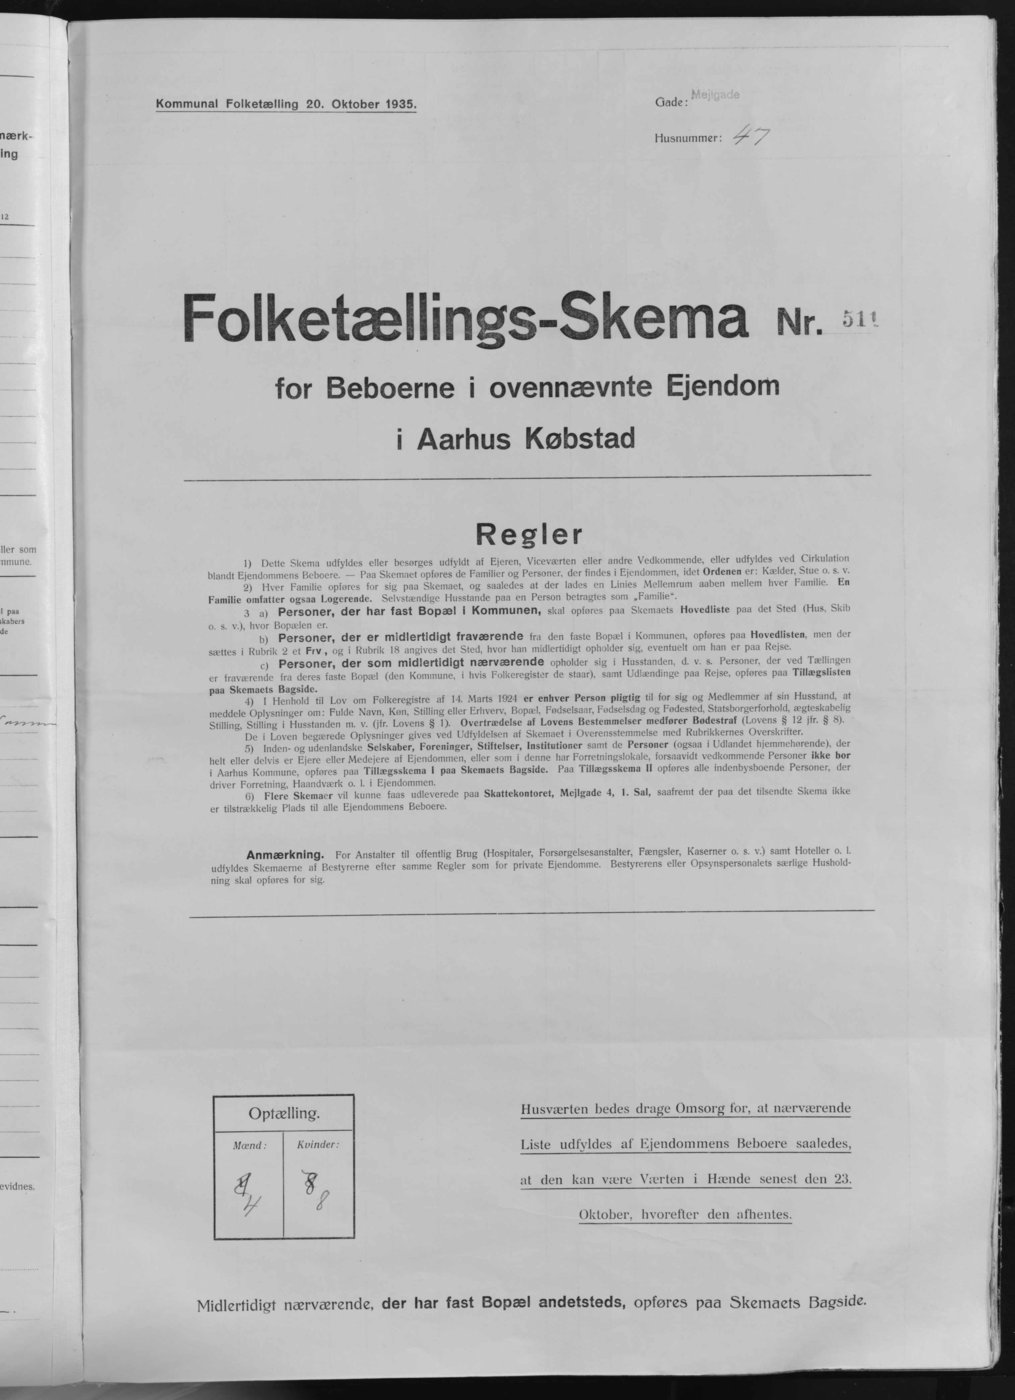 nærk-
ing
12
ller som
nmune.
l paa
skabers
de
evidnes.
Kommunal Folketælling 20. Oktober 1935.
Gade: Mejlgade
Husnummer: 47
Folketællings-Skema Nr. 511
for Beboerne i ovennævnte Ejendom
i Aarhus Købstad
Regler
1) Dette Skema udfyldes eller besørges udfyldt af Ejeren, Viceværten eller andre Vedkommende, eller udfyldes ved Cirkulation
blandt Ejendommens Beboere. — Paa Skemaet opføres de Familier og Personer, der findes i Ejendommen, idet Ordenen er: Kælder, Stue o. s. v.
2) Hver Familie opføres for sig paa Skemaet, og saaledes at der lades en Linies Mellemrum aaben mellem hver Familie. En
Familie omfatter ogsaa Logerende. Selvstændige Husstande paa en Person betragtes som „Familie“.
3 a) Personer, der har fast Bopæl i Kommunen, skal opføres paa Skemaets Hovedliste paa det Sted (Hus, Skib
o. s. v.), hvor Bopælen er.
b) Personer, der er midlertidigt fraværende fra den faste Bopæl i Kommunen, opføres paa Hovedlisten, men der
sættes i Rubrik 2 et Frv, og i Rubrik 18 angives det Sted, hvor han midlertidigt opholder sig, eventuelt om han er paa Rejse.
c) Personer, der som midlertidigt nærværende opholder sig i Husstanden, d. v. s. Personer, der ved Tællingen
er fraværende fra deres faste Bopæl (den Kommune, i hvis Folkeregister de staar), samt Udlændinge paa Rejse, opføres paa Tillægslisten
paa Skemaets Bagside.
4) I Henhold til Lov om Folkeregistre af 14. Marts 1924 er enhver Person pligtig til for sig og Medlemmer af sin Husstand, at
meddele Oplysninger om: Fulde Navn, Køn, Stilling eller Erhverv, Bopæl, Fødselsaar, Fødselsdag og Fødested, Statsborgerforhold, ægteskabelig
Stilling, Stilling i Husstanden m. v. (jfr. Lovens § 1). Overtrædelse af Lovens Bestemmelser medfører Bødestraf (Lovens § 12 jfr. § 8).
De i Loven begærede Oplysninger gives ved Udfyldelsen af Skemaet i Overensstemmelse med Rubrikkernes Overskrifter.
5) Inden- og udenlandske Selskaber, Foreninger, Stiftelser, Institutioner samt de Personer (ogsaa i Udlandet hjemmehørende), der
helt eller delvis er Ejere eller Medejere af Ejendommen, eller som i denne har Forretningslokale, forsaavidt vedkommende Personer ikke bor
i Aarhus Kommune, opføres paa Tillægsskema I paa Skemaets Bagside. Paa Tillægsskema II opføres alle indenbysboende Personer, der
driver Forretning, Haandværk o. l. i Ejendommen.
6) Flere Skemaer vil kunne faas udleverede paa Skattekontoret, Mejlgade 4, 1. Sal, saafremt der paa det tilsendte Skema ikke
er tilstrækkelig Plads til alle Ejendommens Beboere.
Anmærkning. For Anstalter til offentlig Brug (Hospitaler, Forsørgelsesanstalter, Fængsler, Kaserner o. s. v.) samt Hoteller o. l.
udfyldes Skemaerne af Bestyrerne efter samme Regler som for private Ejendomme. Bestyrerens eller Opsynspersonalets særlige Hushold-
ning skal opføres for sig.
Optælling.
Mænd: Kvinder:
4 8
Husværten bedes drage Omsorg for, at nærværende
Liste udfyldes af Ejendommens Beboere saaledes,
at den kan være Værten i Hænde senest den 23.
Oktober, hvorefter den afhentes.
Midlertidigt nærværende, der har fast Bopæl andetsteds, opføres paa Skemaets Bagside.